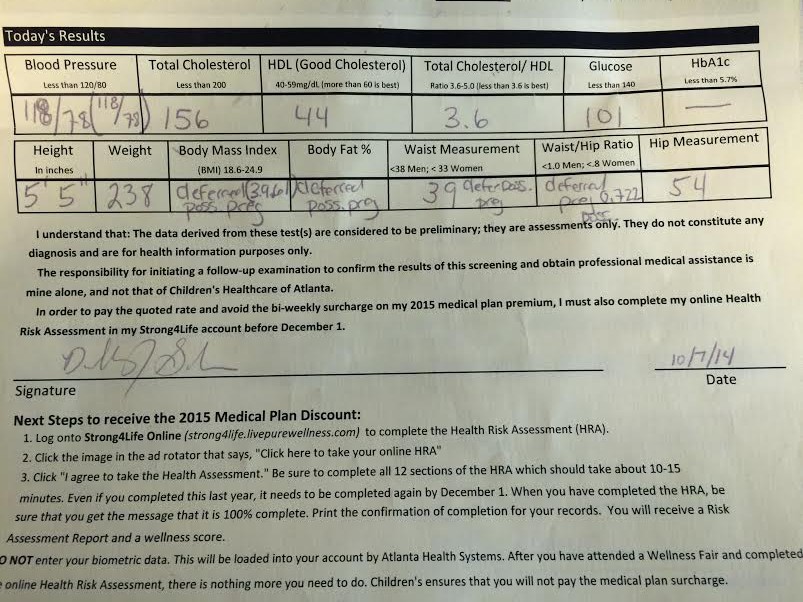 Today's Results
Blood Pressure Total Cholesterol HDL (Good Cholesterol) Total Cholesterol/ HDL Glucose HbA1c
Less than 120/80 Less than 200 40-59mg/dL (more than 60 is best) Ratio 3.6-5.0 (less than 3.6 is best) Less than 140 Less than 5.7%
118/78 (118/78) 156 44 3.6 101 —
Height Weight Body Mass Index Body Fat % Waist Measurement Waist/Hip Ratio Hip Measurement
In inches (BMI) 18.6-24.9 <38 Men; < 33 Women <1.0 Men; <.8 Women
5' 5" 238 deferred (39.6) deferred 39 defer poss. deferred 54
poss. preg poss. prg prg poss. preg 0.722
I understand that: The data derived from these test(s) are considered to be preliminary; they are assessments only. They do not constitute any
diagnosis and are for health information purposes only.
The responsibility for initiating a follow-up examination to confirm the results of this screening and obtain professional medical assistance is
mine alone, and not that of Children's Healthcare of Atlanta.
In order to pay the quoted rate and avoid the bi-weekly surcharge on my 2015 medical plan premium, I must also complete my online Health
Risk Assessment in my Strong4Life account before December 1.
10/7/14
Signature Date
Next Steps to receive the 2015 Medical Plan Discount:
1. Log onto Strong4Life Online (strong4life.livepurewellness.com) to complete the Health Risk Assessment (HRA).
2. Click the image in the ad rotator that says, "Click here to take your online HRA"
3. Click "I agree to take the Health Assessment." Be sure to complete all 12 sections of the HRA which should take about 10-15
minutes. Even if you completed this last year, it needs to be completed again by December 1. When you have completed the HRA, be
sure that you get the message that it is 100% complete. Print the confirmation of completion for your records. You will receive a Risk
Assessment Report and a wellness score.
O NOT enter your biometric data. This will be loaded into your account by Atlanta Health Systems. After you have attended a Wellness Fair and completed
e online Health Risk Assessment, there is nothing more you need to do. Children's ensures that you will not pay the medical plan surcharge.